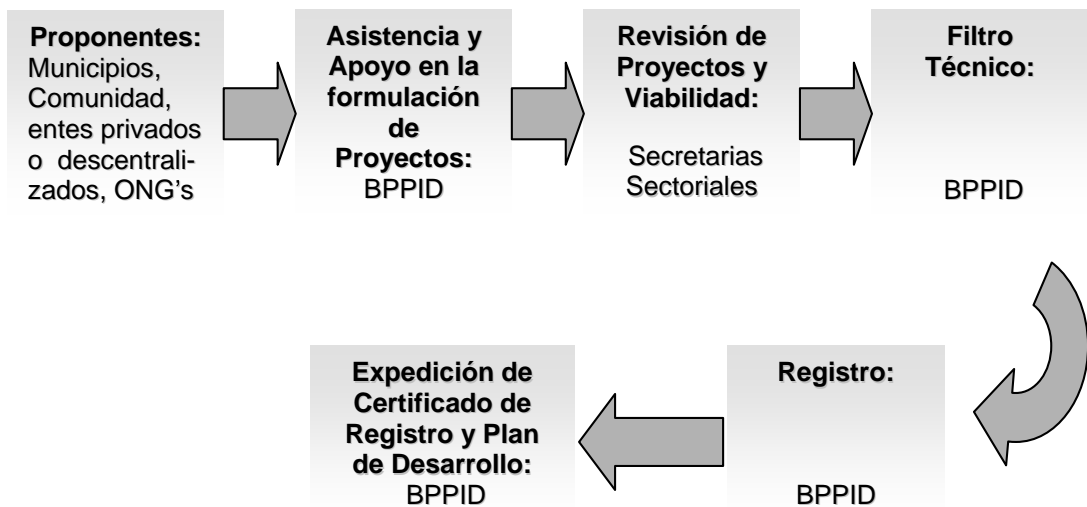 Proponentes:
Municipios,
Comunidad,
entes privados
o descentrali-
zados, ONG's
Asistencia y
Apoyo en la
formulación
de
Proyectos:
BPPID
Revisión de
Proyectos y
Viabilidad:
Secretarias
Sectoriales
Filtro
Técnico:
BPPID
Registro:
BPPID
Expedición de
Certificado de
Registro y Plan
de Desarrollo:
BPPID